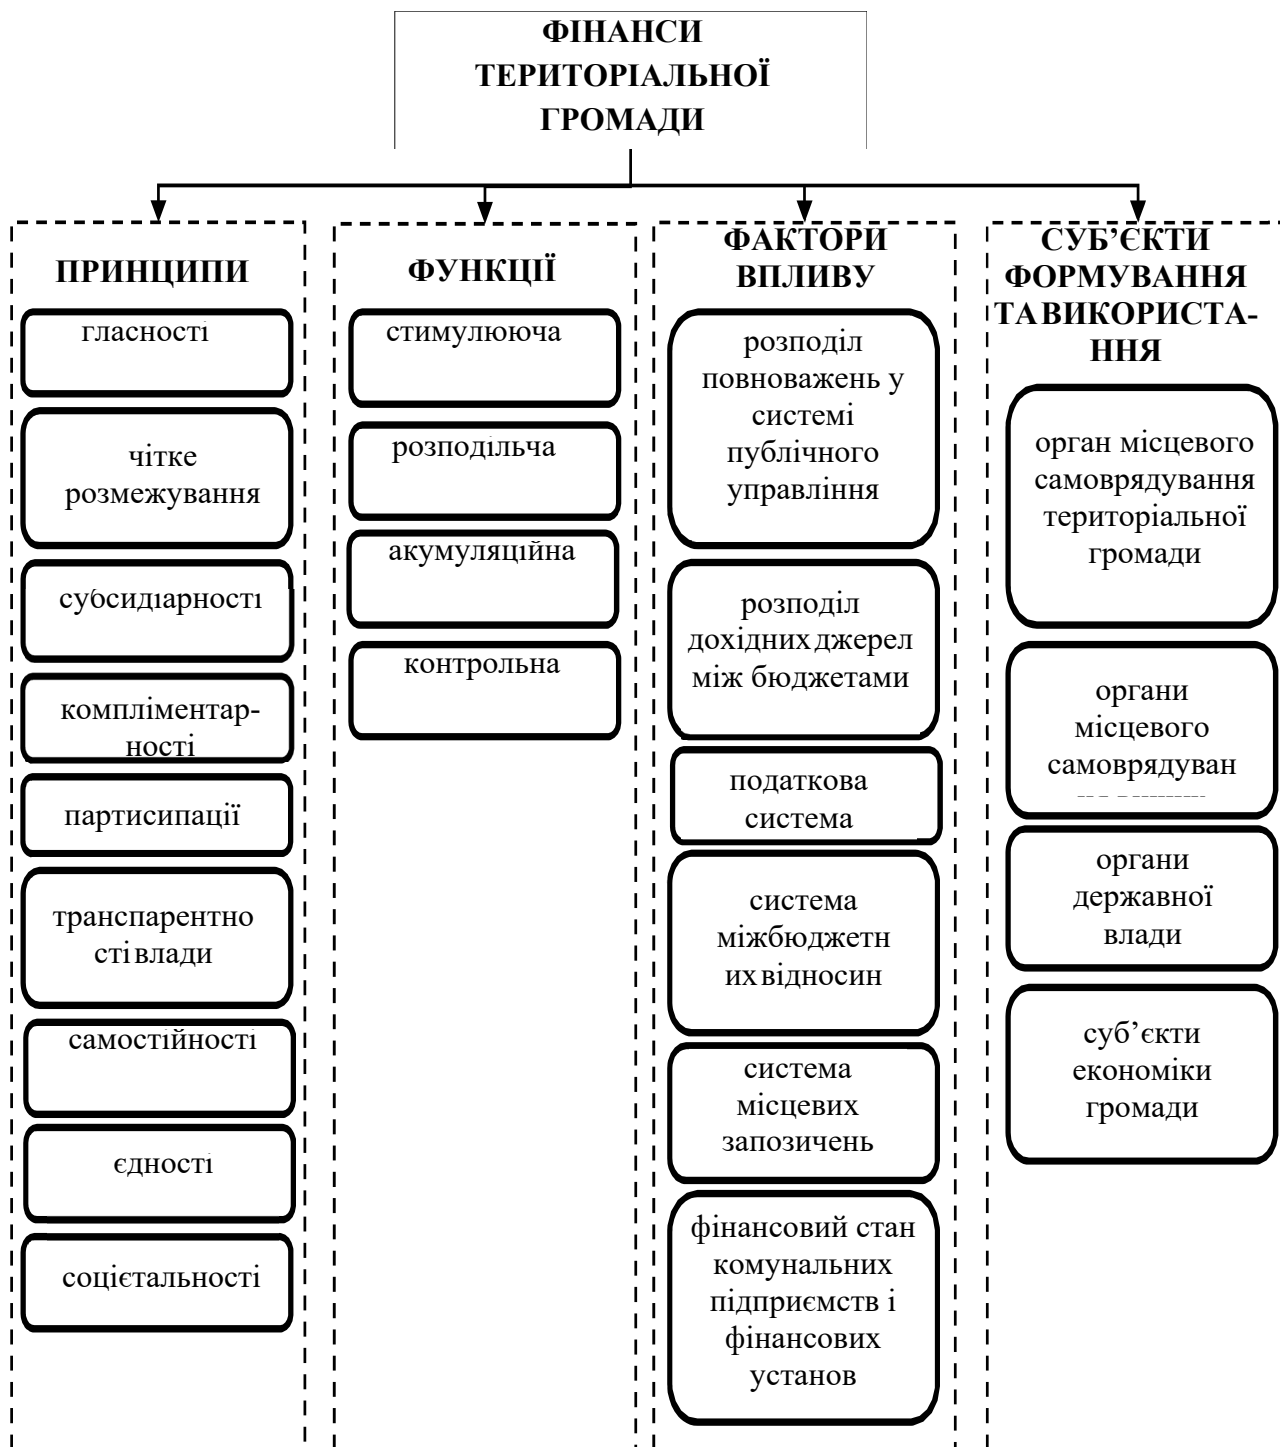 ФІНАНСИ
ТЕРИТОРІАЛЬНОЇ
ГРОМАДИ
ПРИНЦИПИ
гласності
чітке
розмежування
субсидіарності
компліментар-
ності
партисипації
транспарентно
сті влади
самостійності
єдності
соцієтальності
ФУНКЦІЇ
стимулююча
розподільча
акумуляційна
контрольна
ФАКТОРИ
ВПЛИВУ
розподіл
повноважень у
системі
публічного
управління
розподіл
дохідних джерел
між бюджетами
податкова
система
система
міжбюджетн
их відносин
система
місцевих
запозичень
фінансовий стан
комунальних
підприємств і
фінансових
установ
СУБ’ЄКТИ
ФОРМУВАННЯ
ТА ВИКОРИСТА-
ННЯ
орган місцевого
самоврядування
територіальної
громади
органи
місцевого
самоврядуван
органи
державної
влади
суб’єкти
економіки
громади